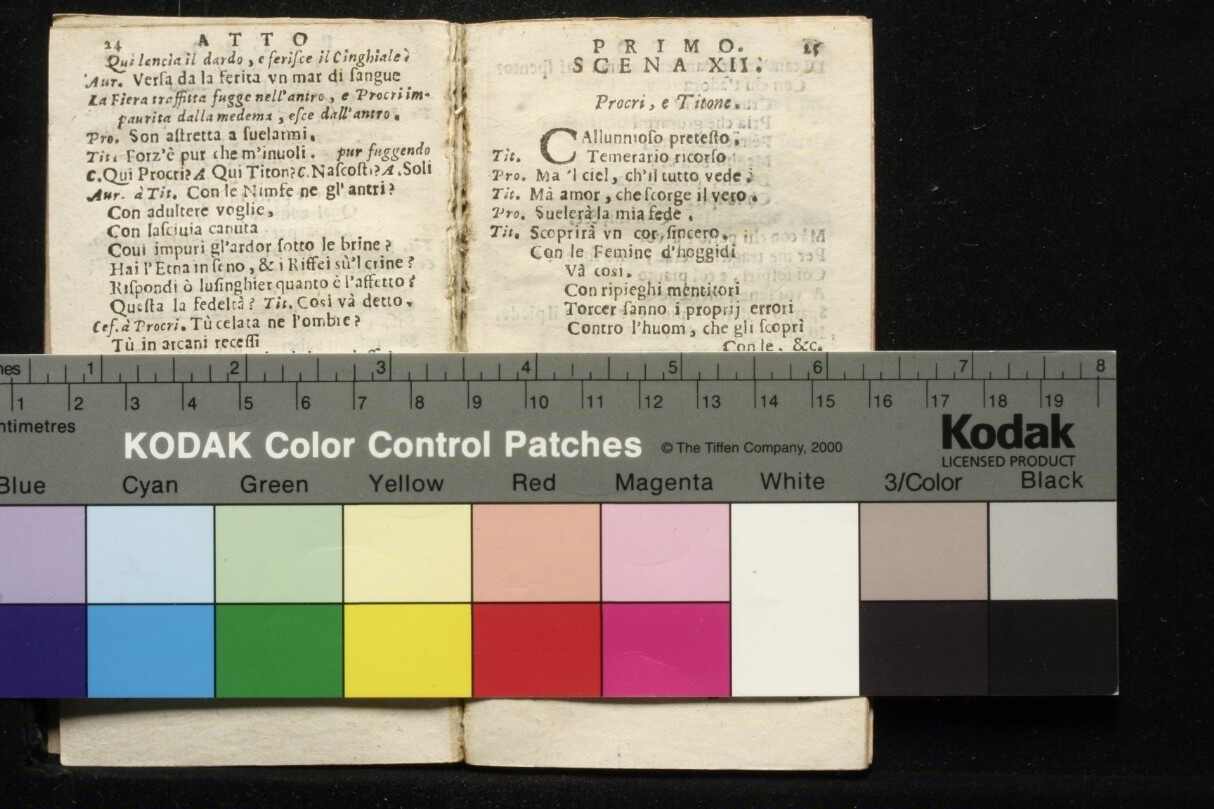 24 ATTO
Qui lancia il dardo, e ferisce il Cinghiale.
Aur. Versa da la ferita vn mar di sangue
La Fiera traffitta fugge nell'antro, e Procri im-
paurita dalla medema, esce dall'antro.
Pro. Son astretta a suelarmi.
Tit. Forz'è pur che m'inuoli. pur fuggendo
C. Qui Procri? A Qui Titon? C. Nascosti? A. Soli
Aur. à Tit. Con le Nimfe ne gl'antri?
Con adultere voglie,
Con lasciuia canuta
Coui impuri gl'ardor sotto le brine?
Hai l'Etna in seno, & i Riffei sù'l crine?
Rispondi ò lusinghier quanto è l'affetto?
Questa la fedeltà? Tit. Così và detto.
Cef. à Procri. Tù celata ne l'ombre?
Tù in arcani recessi
PRIMO. 25
SCENA XII.
Procri, e Titone.
Tit. CAllunnioso pretesto,
Temerario ricorso
Pro. Ma 'l ciel, ch'il tutto vede
Tit. Mà amor, che scorge il vero.
Pro. Suelerà la mia fede.
Tit. Scoprirà vn cor sincero.
Con le Femine d'hoggidi
Và così.
Con ripieghi mentitori
Torcer sanno i proprij errori
Contro l'huom, che gli scoprì
Con le, &c.
1 2 3 4 5 6 7 8
1 2 3 4 5 6 7 8 9 10 11 12 13 14 15 16 17 18 19
KODAK Color Control Patches © The Tiffen Company, 2000 Kodak
LICENSED PRODUCT
Blue Cyan Green Yellow Red Magenta White 3/Color Black